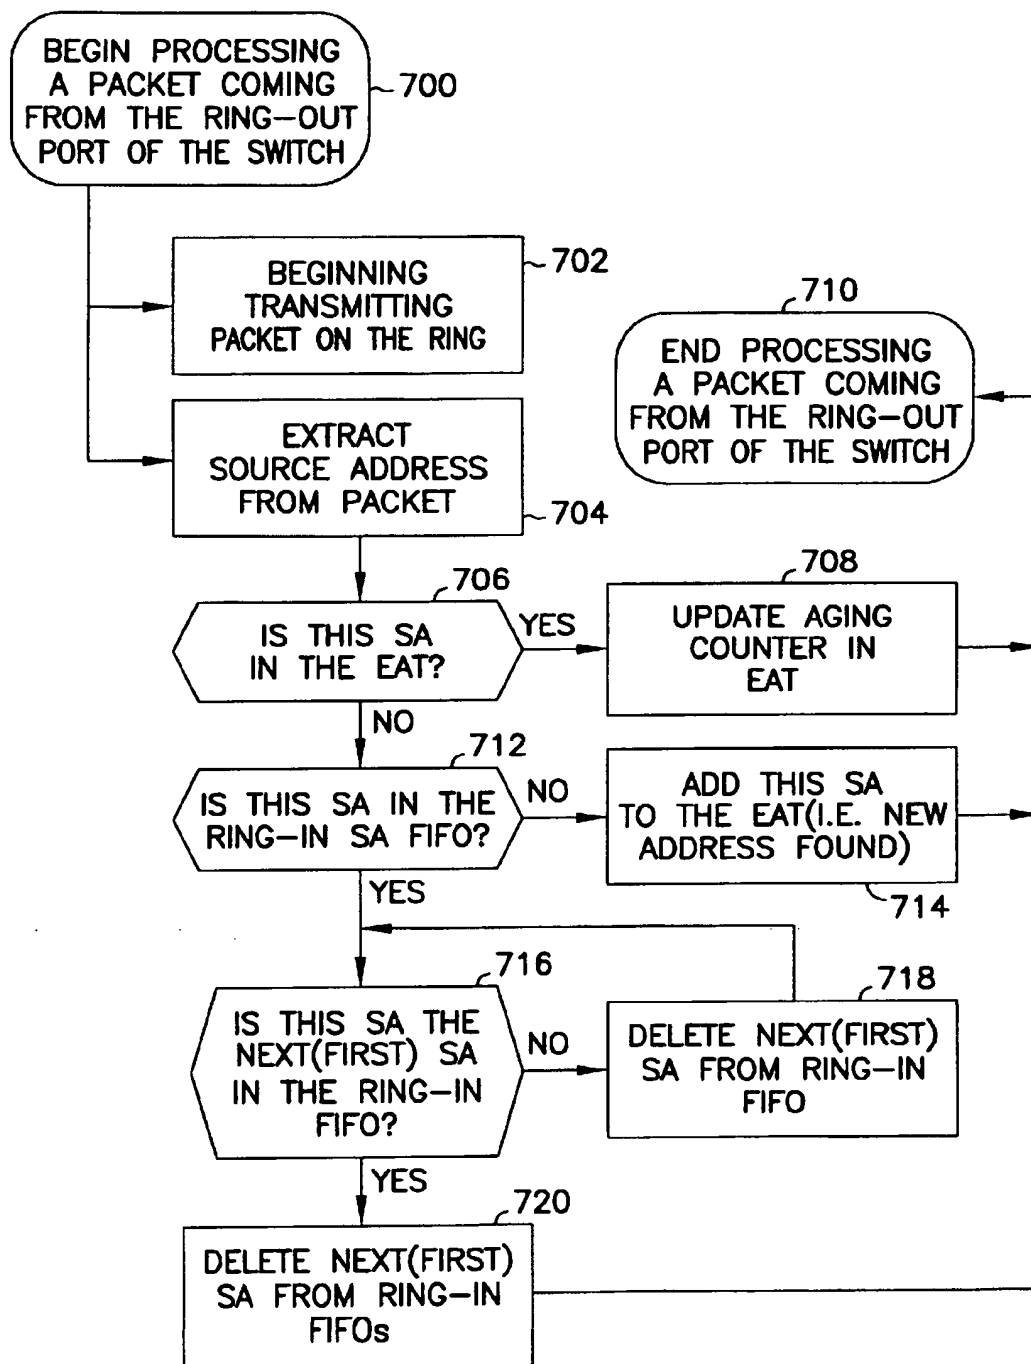 BEGIN PROCESSING
A PACKET COMING
FROM THE RING-OUT
PORT OF THE SWITCH
700
BEGINNING
TRANSMITTING
PACKET ON THE RING
702
710
END PROCESSING
A PACKET COMING
FROM THE RING-OUT
PORT OF THE SWITCH
EXTRACT
SOURCE ADDRESS
FROM PACKET
704
706
IS THIS SA
IN THE EAT?
YES
NO
708
UPDATE AGING
COUNTER IN
EAT
712
IS THIS SA IN THE
RING-IN SA FIFO?
NO
YES
ADD THIS SA
TO THE EAT(I.E. NEW
ADDRESS FOUND)
714
716
IS THIS SA THE
NEXT(FIRST) SA
IN THE RING-IN
FIFO?
NO
YES
718
DELETE NEXT(FIRST)
SA FROM RING-IN
FIFO
720
DELETE NEXT(FIRST)
SA FROM RING-IN
FIFOs